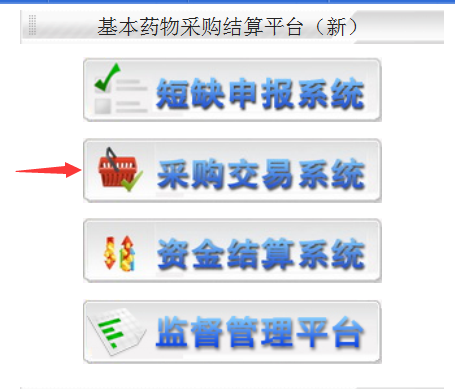 基本药物采购结算平台（新）
短缺申报系统
采购交易系统
资金结算系统
监督管理平台